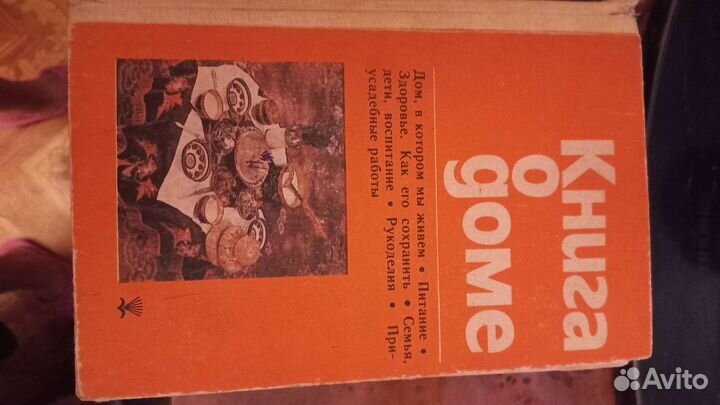 Книга
о
доме
Дом, в котором мы живем • Питание •
Здоровье. Как его сохранить • Семья,
дети, воспитание • Рукоделия • При-
усадебные работы
Avito